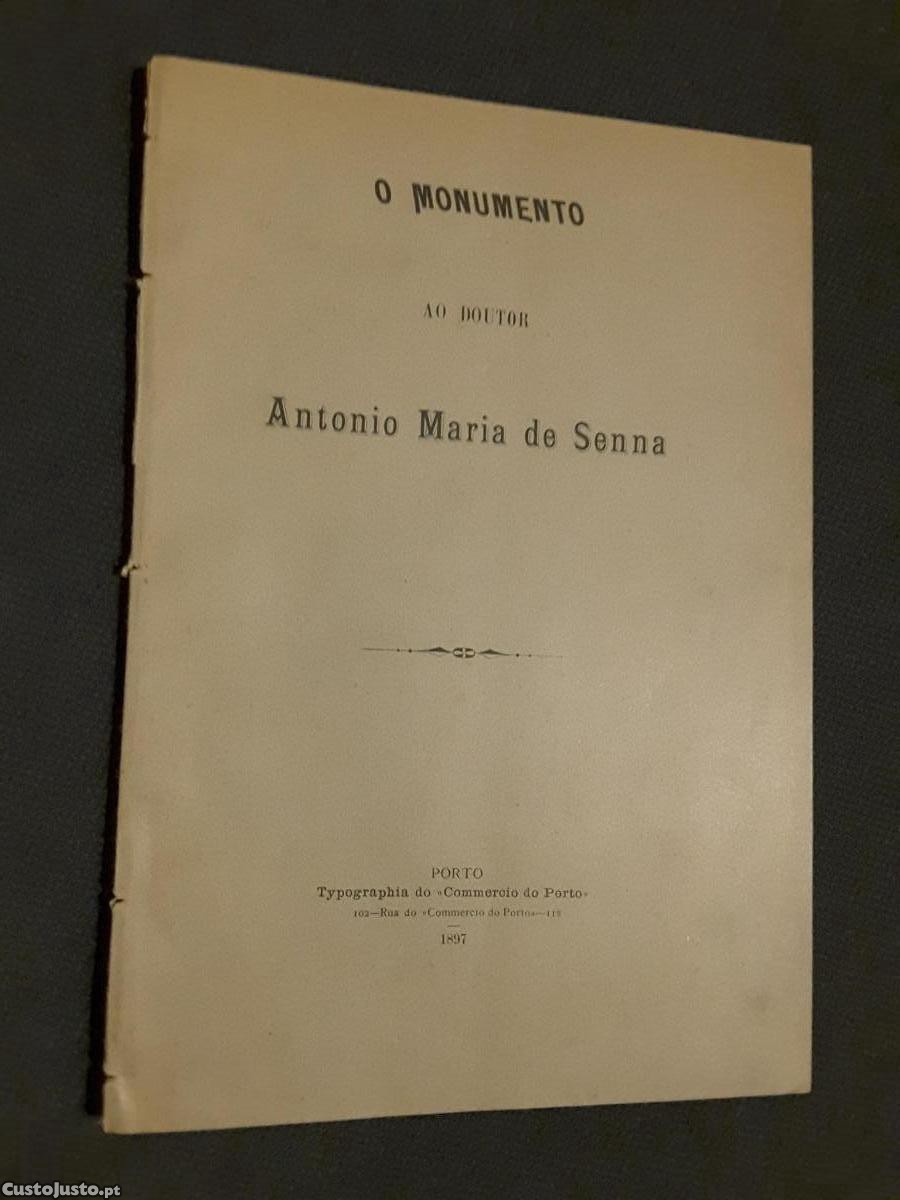 O MONUMENTO
AO DOUTOR
Antonio Maria de Senna
PORTO
Typographia do «Commercio do Porto»
102—Rua do «Commercio do Porto»—112
1897
CustoJusto.pt